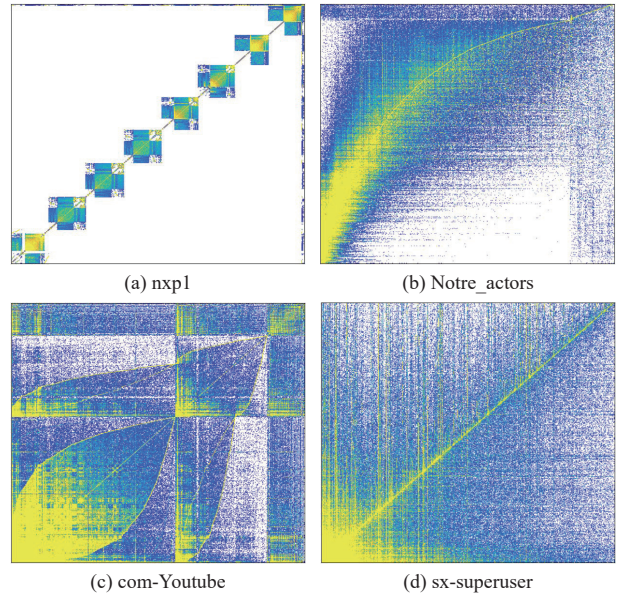 (a) nxp1
(b) Notre_actors
(c) com-Youtube
(d) sx-superuser